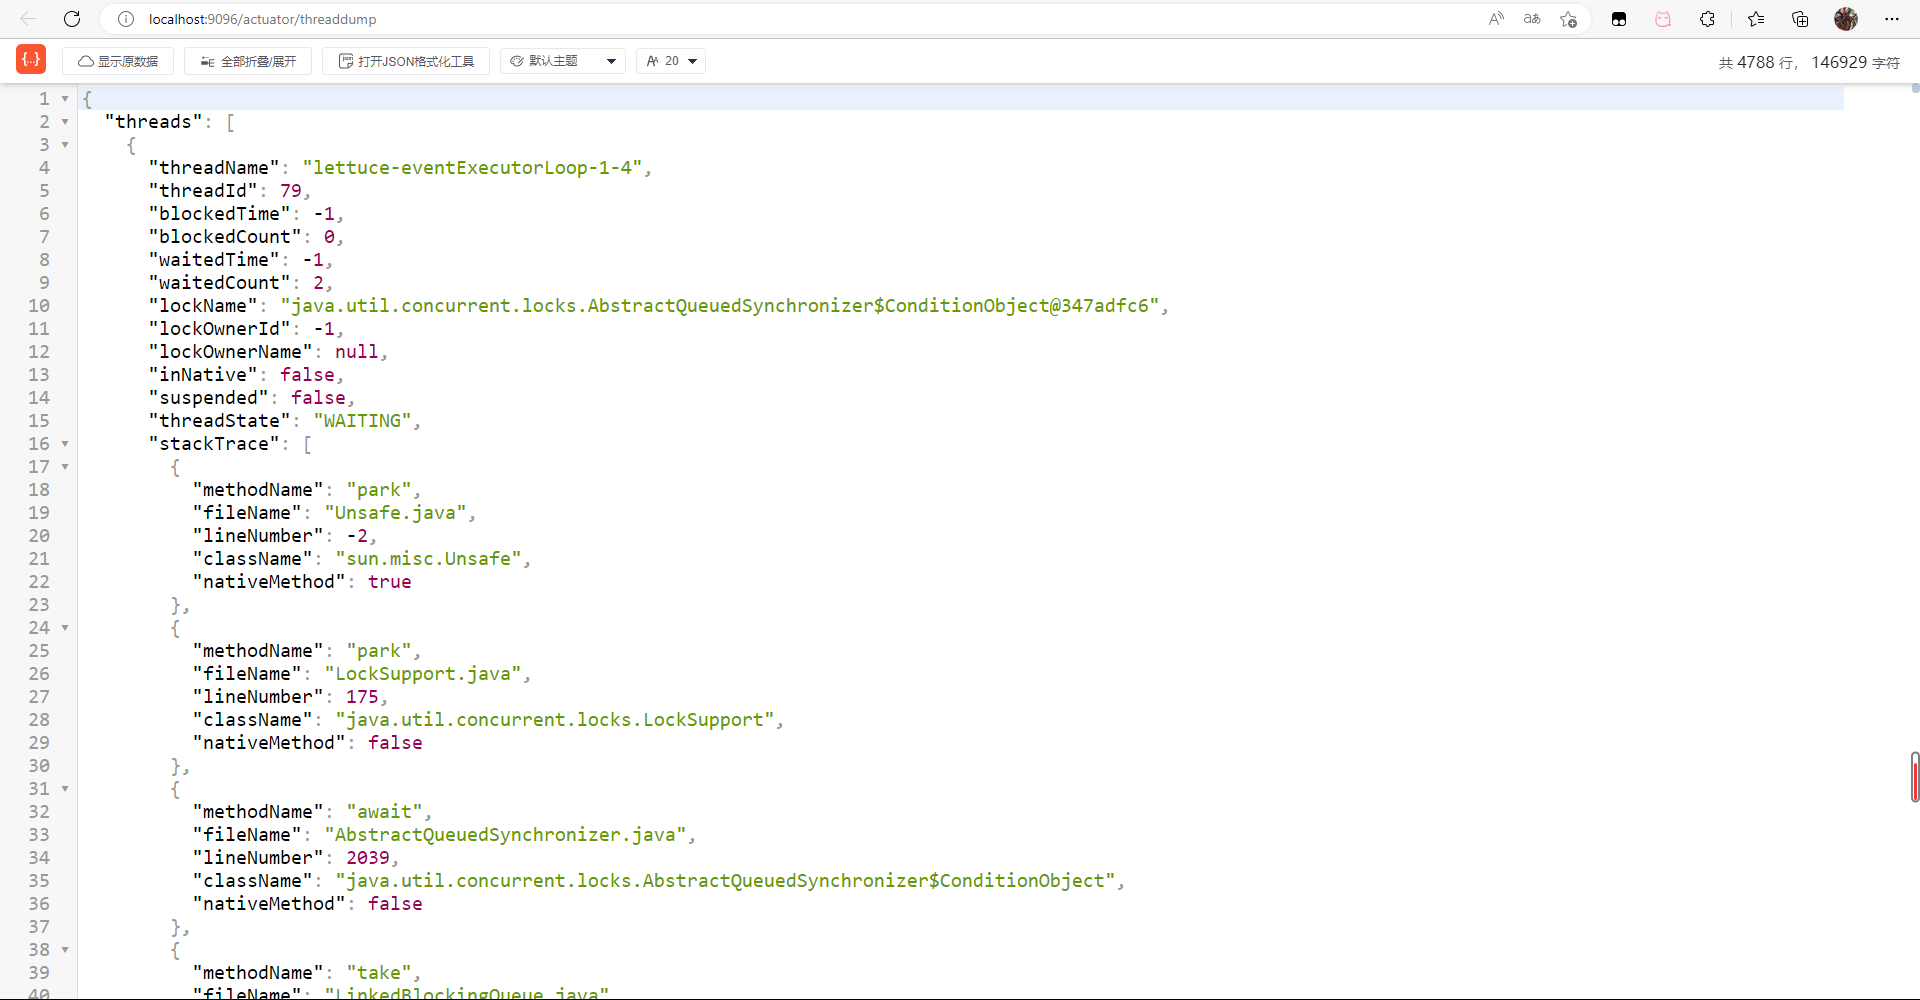 localhost:9096/actuator/threaddump
显示原数据 全部折叠/展开 打开JSON格式化工具 默认主题 20 共 4788 行， 146929 字符
1 {
2 "threads": [
3 {
4 "threadName": "lettuce-eventExecutorLoop-1-4",
5 "threadId": 79,
6 "blockedTime": -1,
7 "blockedCount": 0,
8 "waitedTime": -1,
9 "waitedCount": 2,
10 "lockName": "java.util.concurrent.locks.AbstractQueuedSynchronizer$ConditionObject@347adfc6",
11 "lockOwnerId": -1,
12 "lockOwnerName": null,
13 "inNative": false,
14 "suspended": false,
15 "threadState": "WAITING",
16 "stackTrace": [
17 {
18 "methodName": "park",
19 "fileName": "Unsafe.java",
20 "lineNumber": -2,
21 "className": "sun.misc.Unsafe",
22 "nativeMethod": true
23 },
24 {
25 "methodName": "park",
26 "fileName": "LockSupport.java",
27 "lineNumber": 175,
28 "className": "java.util.concurrent.locks.LockSupport",
29 "nativeMethod": false
30 },
31 {
32 "methodName": "await",
33 "fileName": "AbstractQueuedSynchronizer.java",
34 "lineNumber": 2039,
35 "className": "java.util.concurrent.locks.AbstractQueuedSynchronizer$ConditionObject",
36 "nativeMethod": false
37 },
38 {
39 "methodName": "take",
40 "fileName": "LinkedBlockingQueue.java"